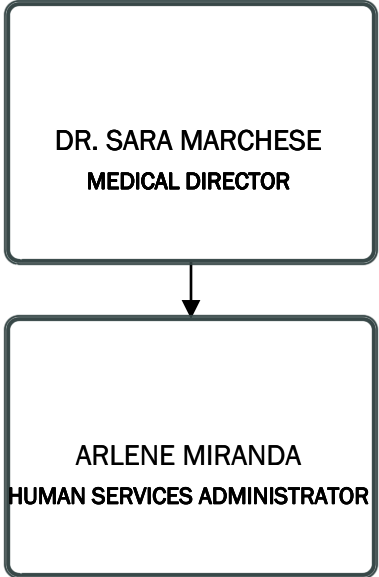 DR. SARA MARCHESE
MEDICAL DIRECTOR
ARLENE MIRANDA
HUMAN SERVICES ADMINISTRATOR